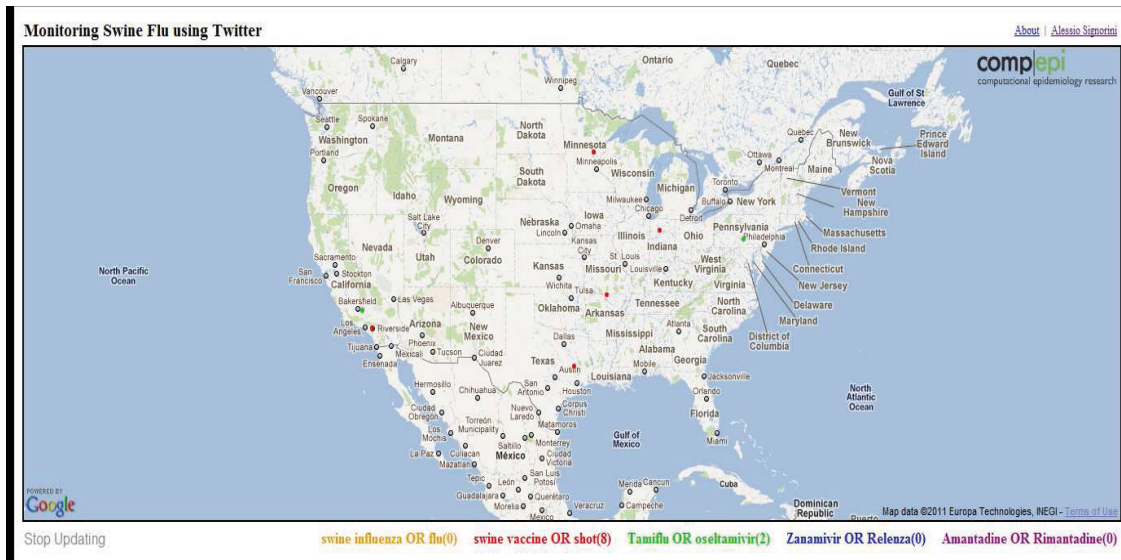 Monitoring Swine Flu using Twitter
About | Alessio Signorini
comp|epi
computational epidemiology research
Calgary
Ontario
Quebec
Winnipeg
Vancouver
Gulf of St
Lawrence
Seattle
Spokane
Washington
Montana
North
Dakota
Minnesota
Quebec
New
Brunswick
Prince
Edward
Island
Portland
Minneapolis
Ottawa
Montreal
Maine
Nova
Scotia
South
Dakota
Wisconsin
Michigan
Toronto
Vermont
Oregon
Idaho
Wyoming
Milwaukee
Buffalo
New York
New
Hampshire
Chicago
Detroit
Salt Lake
City
Nebraska
Iowa
Omaha
Lincoln
Illinois
Indiana
Ohio
Pennsylvania
Philadelphia
Massachusetts
Rhode Island
Nevada
Utah
Denver
Colorado
Kansas
City
Sacramento
Stockton
San
Francisco
California
Kansas
St Louis
Missouri
Louisville
West
Virginia
Virginia
Connecticut
New Jersey
North Pacific
Ocean
Wichita
Kentucky
Delaware
Maryland
Bakersfield
Las Vegas
Albuquerque
Tulsa
Oklahoma
Arkansas
Tennessee
North
Carolina
District of
Columbia
Los
Angeles
Riverside
Arizona
Phoenix
New
Mexico
Dallas
Mississippi
Atlanta
South
Carolina
Tijuana
Mexicali
Tucson
Ciudad
Juarez
Alabama
Georgia
Ensenada
Texas
Austin
Louisiana
Mobile
Jacksonville
Hermosillo
Chihuahua
San
Antonio
Houston
Orlando
North
Atlantic
Ocean
Ciudad
Obregón
Nuevo
Laredo
Corpus
Christi
Florida
Los
Mochis
Torreón
Municipality
Matamoros
Gulf of
Mexico
Miami
La Paz
Culiacan
Saltillo
Monterrey
Mazatlan
México
Ciudad
Victoria
Tepic
León
San Luis
Potosí
Merida
Cancun
Cuba
Guadalajara
Querétaro
Morelia
Mexico
Veracruz
Campeche
Dominican
Republic
Puerto
POWERED BY
Google
Map data ©2011 Europa Technologies, INEGI - Terms of Use
Stop Updating
swine influenza OR flu(0) swine vaccine OR shot(8) Tamiflu OR oseltamivir(2) Zanamivir OR Relenza(0) Amantadine OR Rimantadine(0)